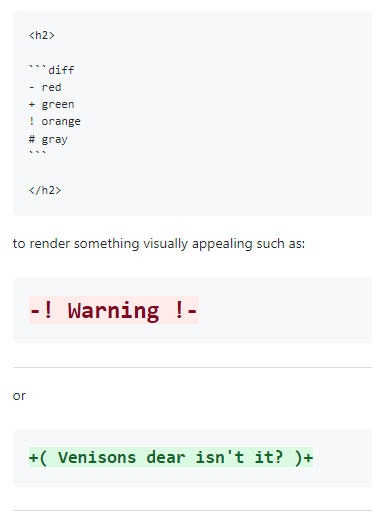 <h2>
```diff
- red
+ green
! orange
# gray
```
</h2>
to render something visually appealing such as:
-! Warning !-
or
+( Venisons dear isn't it? )+